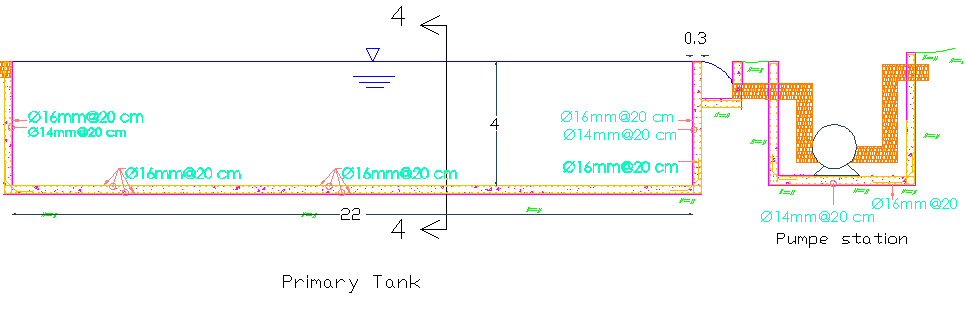 4
0.3
Ø16mm@20 cm
Ø14mm@20 cm
4
Ø16mm@20 cm
Ø14mm@20 cm
Ø16mm@20 cm
Ø16mm@20 cm
Ø16mm@20 cm
22
4
Ø14mm@20 cm
Ø16mm@20
Pumpe station
Primary Tank